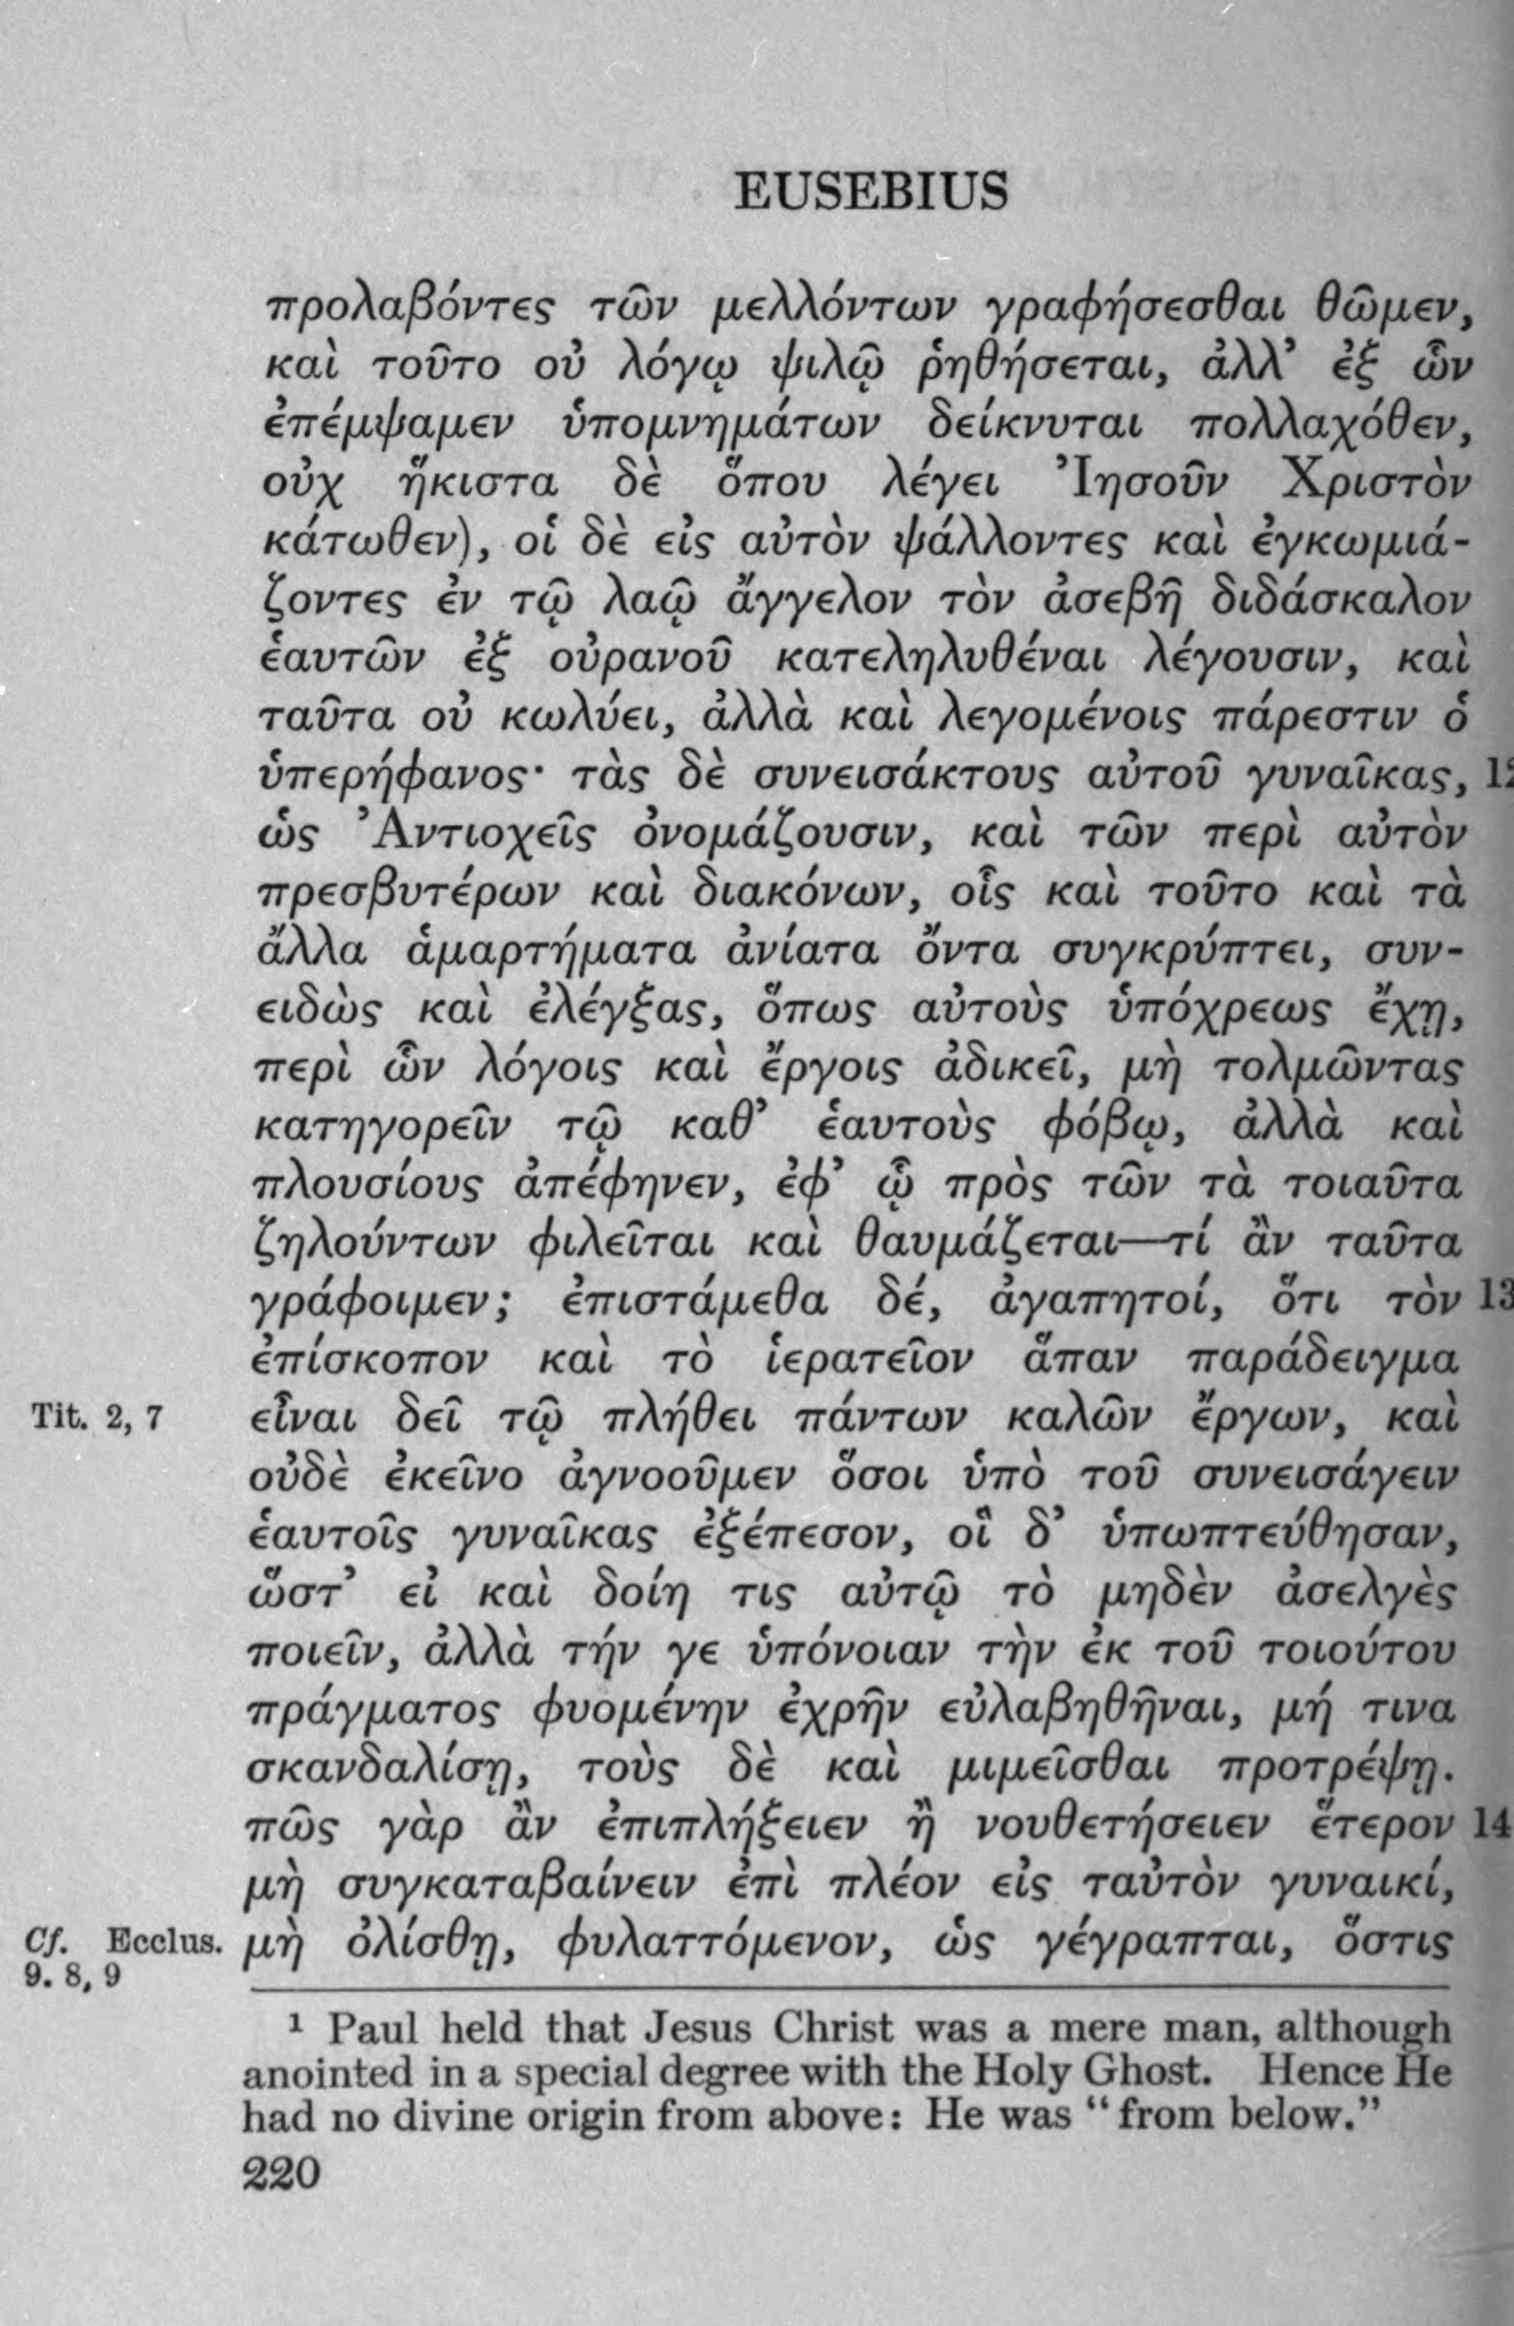 EUSEBIUS
προλαβόντες τῶν μελλόντων γραφήσεσθαι θῶμεν,
καὶ τοῦτο οὐ λόγῳ ψιλῷ ῥηθήσεται, ἀλλ’ ἐξ ὧν
ἐπέμψαμεν ὑπομνημάτων δείκνυται πολλαχόθεν,
οὐχ ἥκιστα δὲ ὅπου λέγει Ἰησοῦν Χριστὸν
κάτωθεν), οἱ δὲ εἰς αὐτὸν ψάλλοντες καὶ ἐγκωμιά-
ζοντες ἐν τῷ λαῷ ἄγγελον τὸν ἀσεβῆ διδάσκαλον
ἑαυτῶν ἐξ οὐρανοῦ κατεληλυθέναι λέγουσιν, καὶ
ταῦτα οὐ κωλύει, ἀλλὰ καὶ λεγομένοις πάρεστιν ὁ
ὑπερήφανος· τὰς δὲ συνεισάκτους αὐτοῦ γυναῖκας, 12
ὡς Ἀντιοχεῖς ὀνομάζουσιν, καὶ τῶν περὶ αὐτὸν
πρεσβυτέρων καὶ διακόνων, οἷς καὶ τοῦτο καὶ τὰ
ἄλλα ἁμαρτήματα ἀνίατα ὄντα συγκρύπτει, συν-
ειδὼς καὶ ἐλέγξας, ὅπως αὐτοὺς ὑπόχρεως ἔχῃ,
περὶ ὧν λόγοις καὶ ἔργοις ἀδικεῖ, μὴ τολμῶντας
κατηγορεῖν τῷ καθ’ ἑαυτοὺς φόβῳ, ἀλλὰ καὶ
πλουσίους ἀπέφηνεν, ἐφ’ ᾧ πρὸς τῶν τὰ τοιαῦτα
ζηλούντων φιλεῖται καὶ θαυμάζεται—τί ἂν ταῦτα
γράφοιμεν; ἐπιστάμεθα δέ, ἀγαπητοί, ὅτι τὸν 13
ἐπίσκοπον καὶ τὸ ἱερατεῖον ἅπαν παράδειγμα
Tit. 2, 7 εἶναι δεῖ τῷ πλήθει πάντων καλῶν ἔργων, καὶ
οὐδὲ ἐκεῖνο ἀγνοοῦμεν ὅσοι ὑπὸ τοῦ συνεισάγειν
ἑαυτοῖς γυναῖκας ἐξέπεσον, οἳ δ’ ὑπωπτεύθησαν,
ὥστ’ εἰ καὶ δοίη τις αὐτῷ τὸ μηδὲν ἀσελγὲς
ποιεῖν, ἀλλὰ τήν γε ὑπόνοιαν τὴν ἐκ τοῦ τοιούτου
πράγματος φυομένην ἐχρῆν εὐλαβηθῆναι, μή τινα
σκανδαλίσῃ, τοὺς δὲ καὶ μιμεῖσθαι προτρέψῃ.
πῶς γὰρ ἂν ἐπιπλήξειεν ἢ νουθετήσειεν ἕτερον 14
μὴ συγκαταβαίνειν ἐπὶ πλέον εἰς ταὐτὸν γυναικί,
Cf. Ecclus. μὴ ὀλίσθῃ, φυλαττόμενον, ὡς γέγραπται, ὅστις
9. 8, 9
¹ Paul held that Jesus Christ was a mere man, although
anointed in a special degree with the Holy Ghost. Hence He
had no divine origin from above: He was “from below.”
220